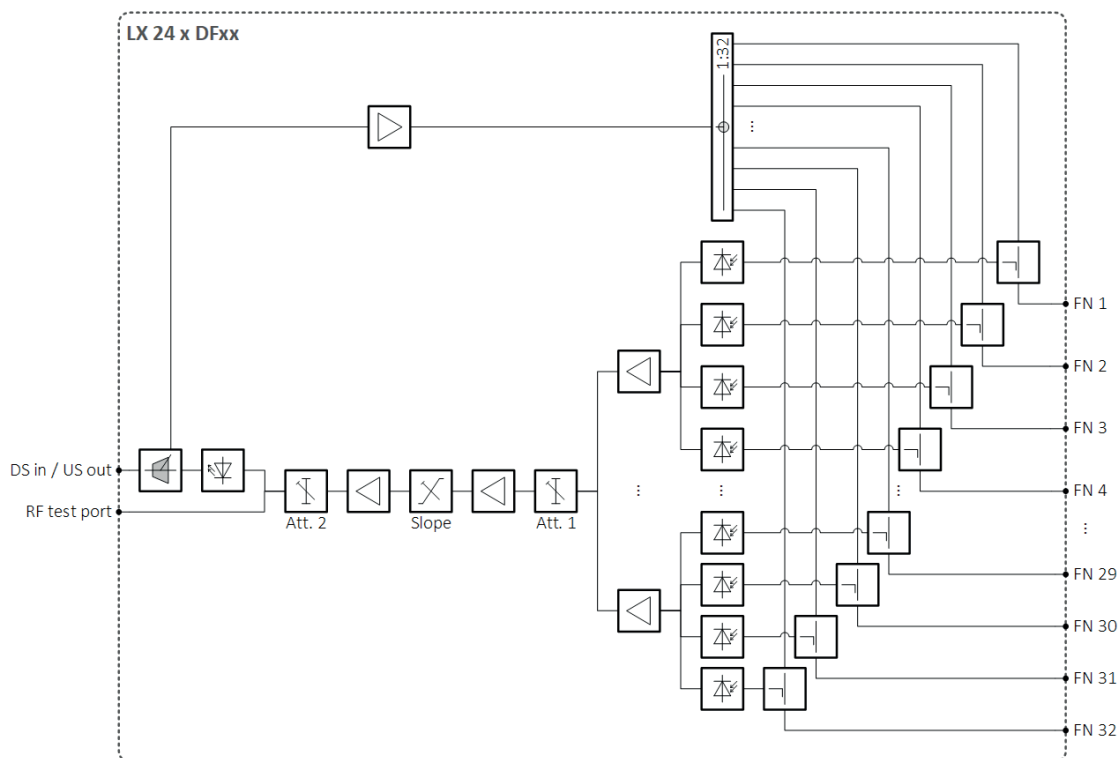 LX 24 x DFxx
1:32
⋮
FN 1
FN 2
FN 3
DS in / US out
FN 4
RF test port
Att. 2
Slope
Att. 1
⋮ ⋮ ⋮
⋮
FN 29
FN 30
FN 31
FN 32